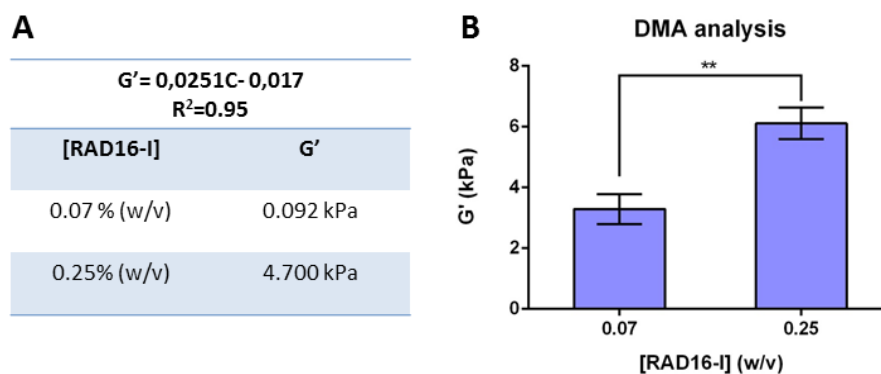 A
G’= 0,0251C- 0,017
R²=0.95
[RAD16-I] G’
0.07 % (w/v) 0.092 kPa
0.25% (w/v) 4.700 kPa
B
DMA analysis
**
8
6
4
2
0
G' (kPa)
0.07 0.25
[RAD16-I] (w/v)